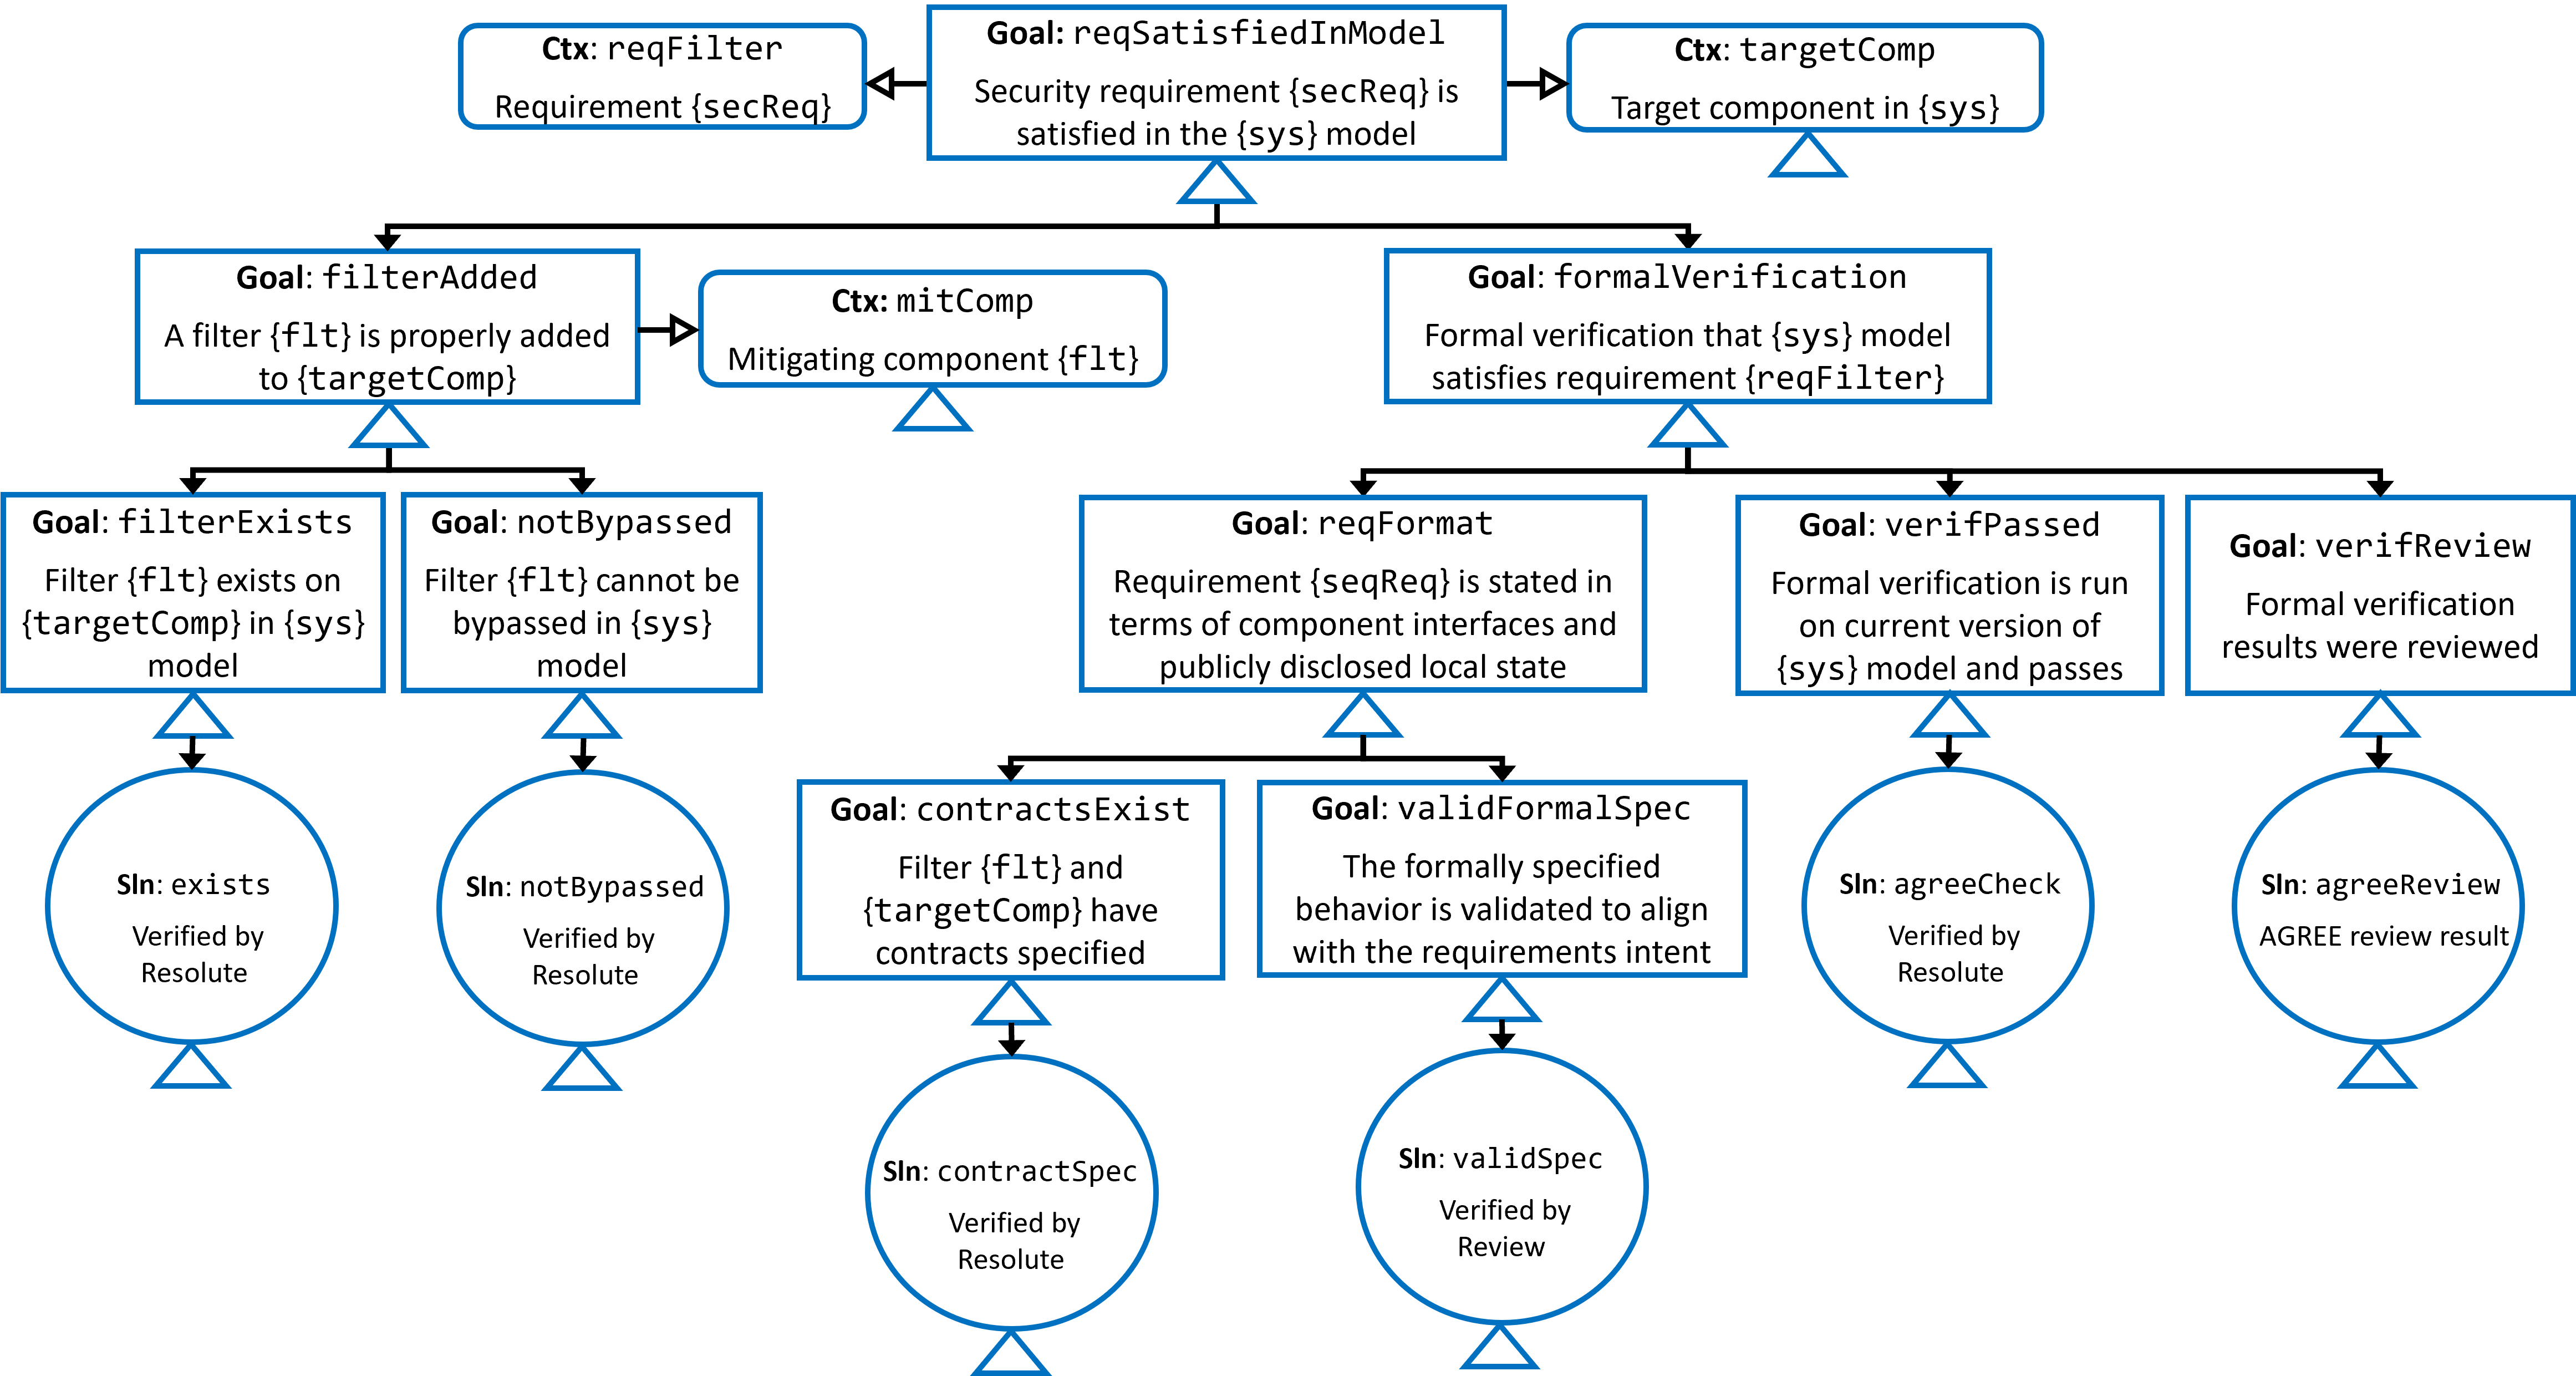 Ctx: reqFilter
Requirement {secReq}
Goal: reqSatisfiedInModel
Security requirement {secReq} is
satisfied in the {sys} model
Ctx: targetComp
Target component in {sys}
Goal: filterAdded
A filter {flt} is properly added
to {targetComp}
Ctx: mitComp
Mitigating component {flt}
Goal: formalVerification
Formal verification that {sys} model
satisfies requirement {reqFilter}
Goal: filterExists
Filter {flt} exists on
{targetComp} in {sys}
model
Goal: notBypassed
Filter {flt} cannot be
bypassed in {sys}
model
Goal: reqFormat
Requirement {seqReq} is stated in
terms of component interfaces and
publicly disclosed local state
Goal: verifPassed
Formal verification is run
on current version of
{sys} model and passes
Goal: verifReview
Formal verification
results were reviewed
Goal: contractsExist
Filter {flt} and
{targetComp} have
contracts specified
Goal: validFormalSpec
The formally specified
behavior is validated to align
with the requirements intent
Sln: exists
Verified by
Resolute
Sln: notBypassed
Verified by
Resolute
Sln: agreeCheck
Verified by
Resolute
Sln: agreeReview
AGREE review result
Sln: contractSpec
Verified by
Resolute
Sln: validSpec
Verified by
Review